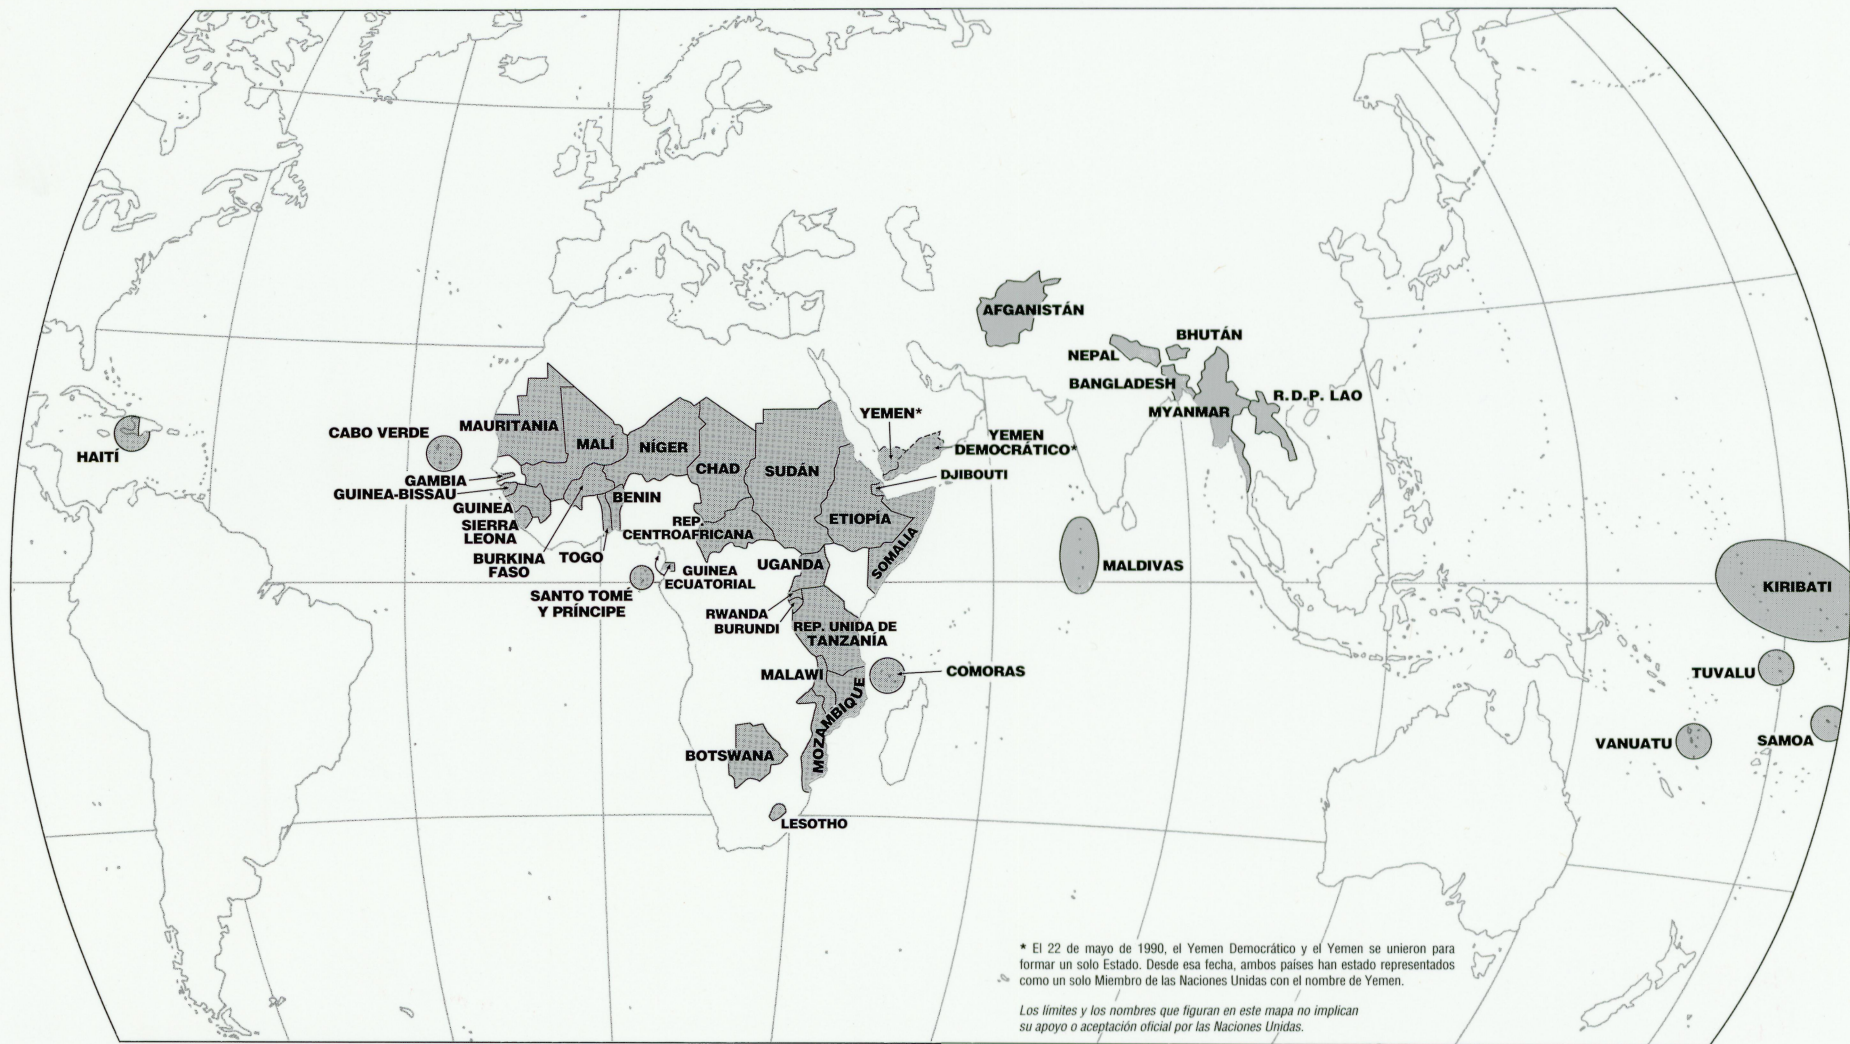 AFGANISTÁN
BHUTÁN
NEPAL
BANGLADESH
R.D.P. LAO
MYANMAR
YEMEN*
YEMEN
DEMOCRÁTICO*
DJIBOUTI
HAITÍ
CABO VERDE
MAURITANIA
MALÍ
NÍGER
CHAD
SUDÁN
GAMBIA
GUINEA-BISSAU
GUINEA
SIERRA
LEONA
BENIN
BURKINA
FASO
TOGO
REP.
CENTROAFRICANA
ETIOPÍA
SOMALIA
UGANDA
GUINEA
ECUATORIAL
SANTO TOMÉ
Y PRÍNCIPE
RWANDA
BURUNDI
REP. UNIDA DE
TANZANÍA
MALDIVAS
KIRIBATI
MALAWI
COMORAS
MOZAMBIQUE
BOTSWANA
LESOTHO
TUVALU
VANUATU
SAMOA
* El 22 de mayo de 1990, el Yemen Democrático y el Yemen se unieron para
formar un solo Estado. Desde esa fecha, ambos países han estado representados
como un solo Miembro de las Naciones Unidas con el nombre de Yemen.
Los límites y los nombres que figuran en este mapa no implican
su apoyo o aceptación oficial por las Naciones Unidas.